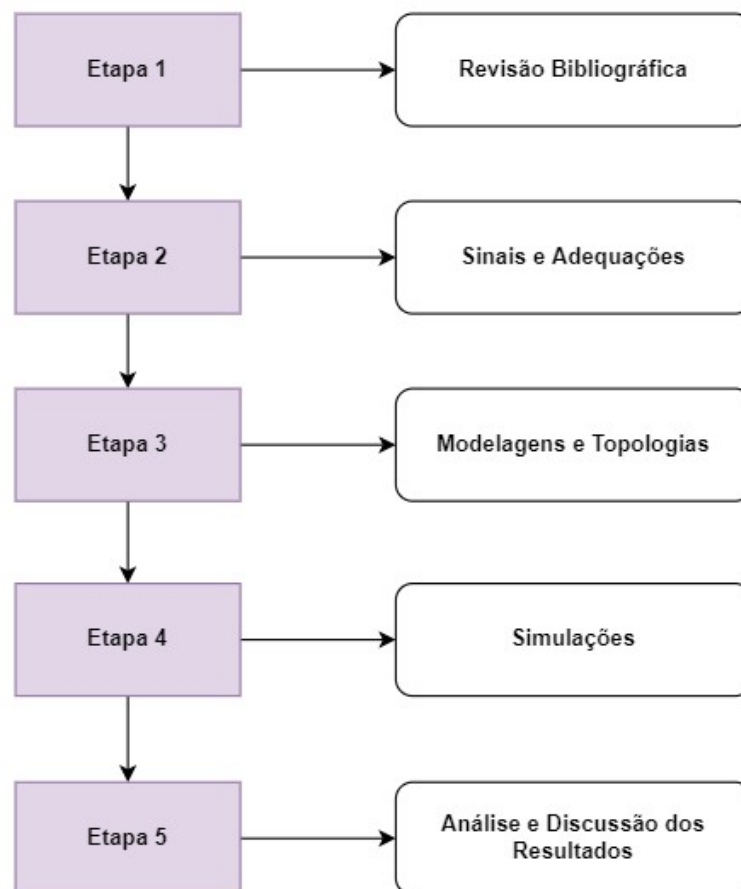 Etapa 1
Revisão Bibliográfica
Etapa 2
Sinais e Adequações
Etapa 3
Modelagens e Topologias
Etapa 4
Simulações
Etapa 5
Análise e Discussão dos
Resultados